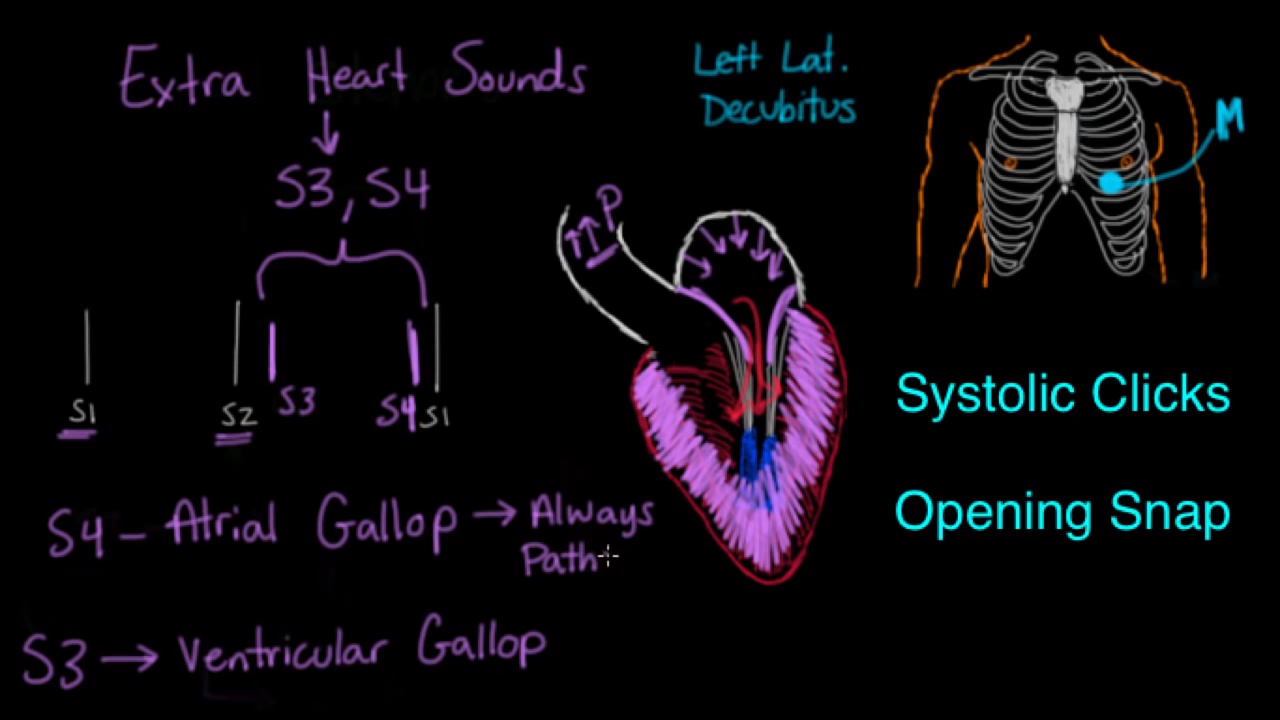 Extra Heart Sounds
S3, S4
S1 S2 S3 S4 S1
S4 - Atrial Gallop → Always
Path
S3 → Ventricular Gallop
P
Left Lat.
Decubitus
M
Systolic Clicks
Opening Snap